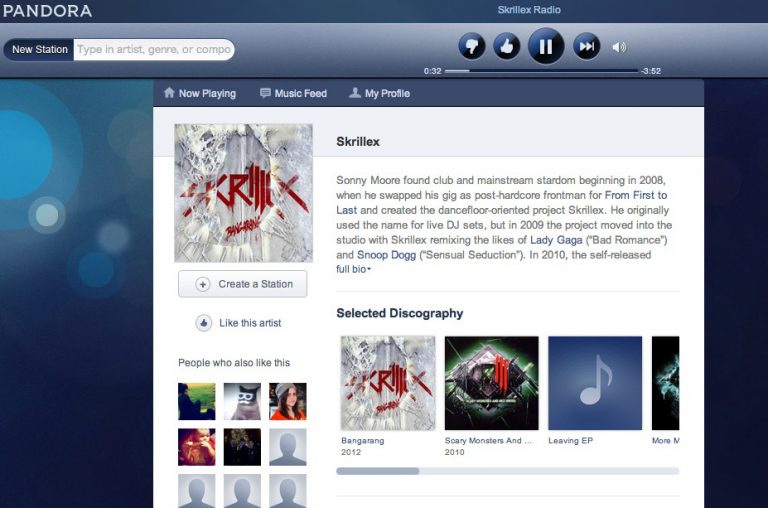 PANDORA
Skrillex Radio
New Station
Type in artist, genre, or compo
0:32
-3:52
Now Playing
Music Feed
My Profile
SKRILLEX
BANGARANG
Skrillex
Sonny Moore found club and mainstream stardom beginning in 2008,
when he swapped his gig as post-hardcore frontman for From First to
Last and created the dancefloor-oriented project Skrillex. He originally
used the name for live DJ sets, but in 2009 the project moved into the
studio with Skrillex remixing the likes of Lady Gaga (“Bad Romance”)
and Snoop Dogg (“Sensual Seduction”). In 2010, the self-released
full bio
Create a Station
Like this artist
People who also like this
Selected Discography
SKRILLEX
BANGARANG
Bangarang
2012
Scary Monsters And ...
2010
Leaving EP
More M